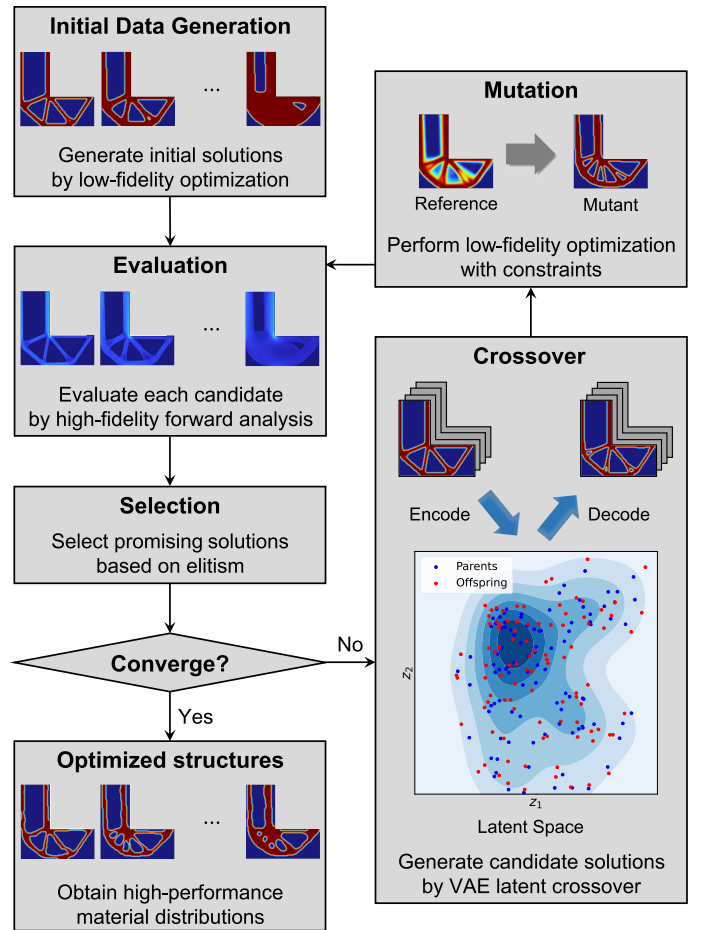 Initial Data Generation
...
Generate initial solutions
by low-fidelity optimization
Evaluation
...
Evaluate each candidate
by high-fidelity forward analysis
Selection
Select promising solutions
based on elitism
Converge?
No
Yes
Optimized structures
...
Obtain high-performance
material distributions
Mutation
Reference
Mutant
Perform low-fidelity optimization
with constraints
Crossover
Encode
Decode
Parents
Offspring
z2
z1
Latent Space
Generate candidate solutions
by VAE latent crossover